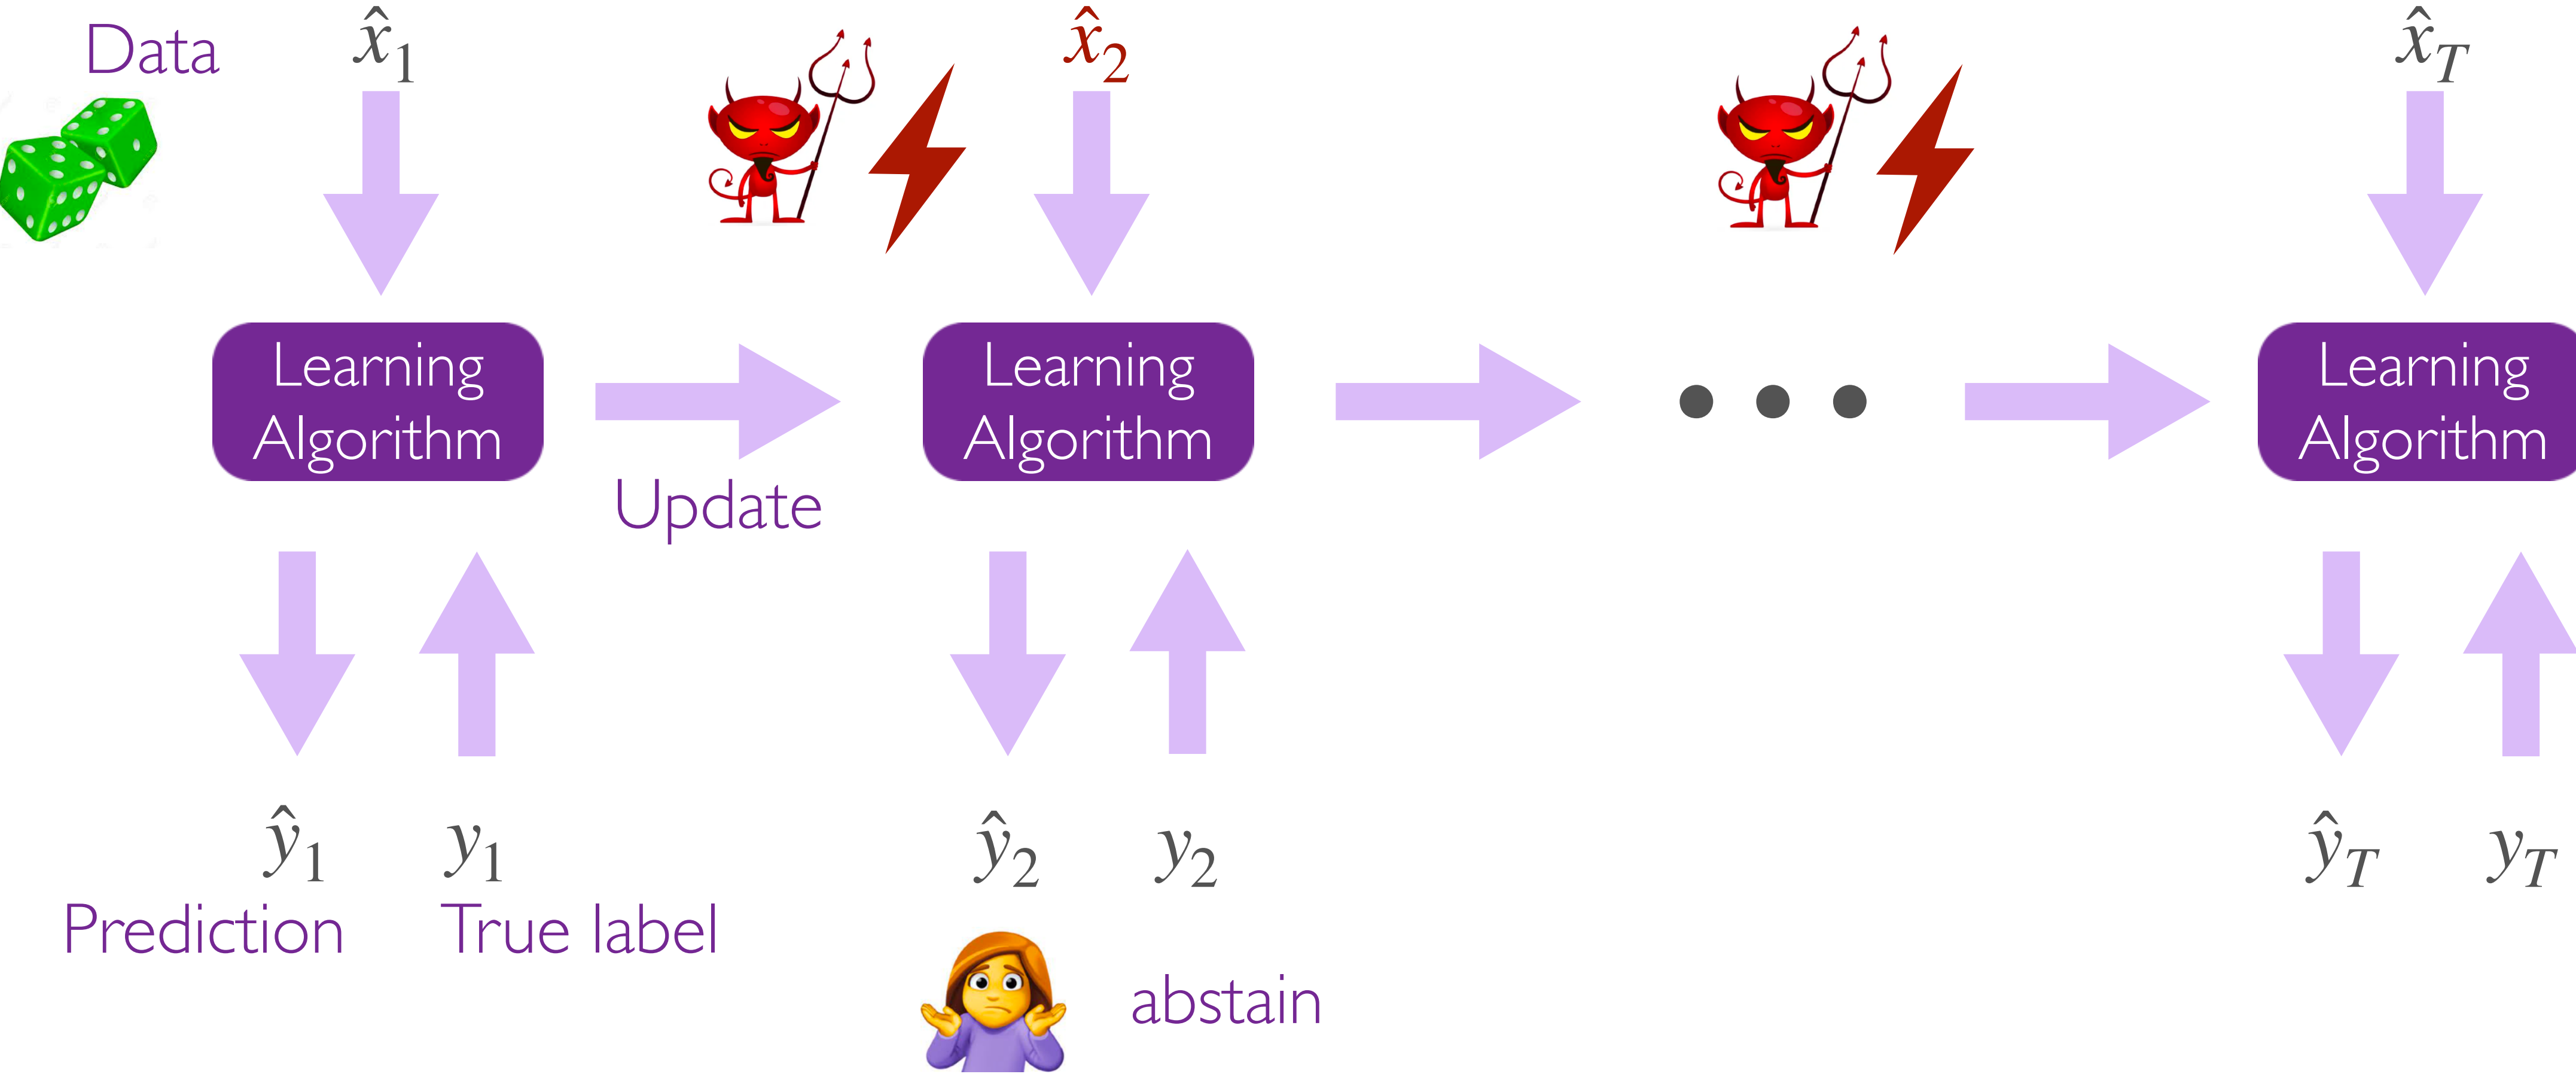 Data
x̂₁
x̂₂
x̂_T
Learning
Algorithm
Learning
Algorithm
Learning
Algorithm
Update
ŷ₁
y₁
ŷ₂
y₂
ŷ_T
y_T
Prediction
True label
abstain